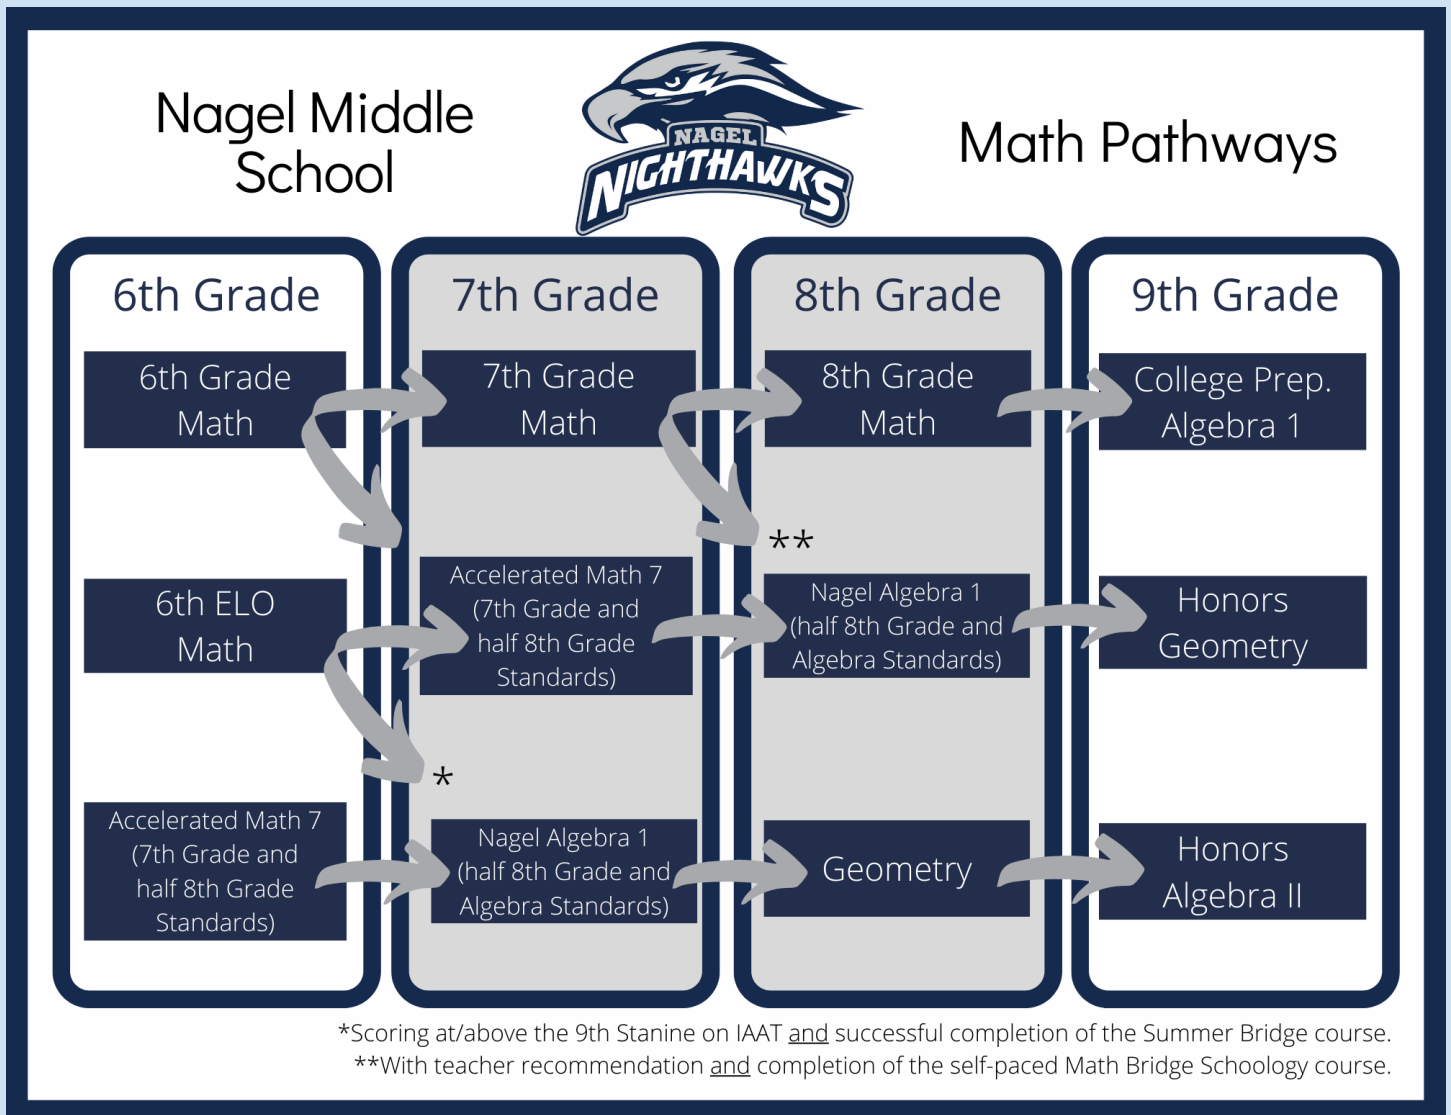 Nagel Middle
School
NAGEL
NIGHTHAWKS
Math Pathways
6th Grade
6th Grade
Math
6th ELO
Math
Accelerated Math 7
(7th Grade and
half 8th Grade
Standards)
7th Grade
7th Grade
Math
Accelerated Math 7
(7th Grade and
half 8th Grade
Standards)
*
Nagel Algebra 1
(half 8th Grade and
Algebra Standards)
8th Grade
8th Grade
Math
**
Nagel Algebra 1
(half 8th Grade and
Algebra Standards)
Geometry
9th Grade
College Prep.
Algebra 1
Honors
Geometry
Honors
Algebra II
*Scoring at/above the 9th Stanine on IAAT and successful completion of the Summer Bridge course.
**With teacher recommendation and completion of the self-paced Math Bridge Schoology course.